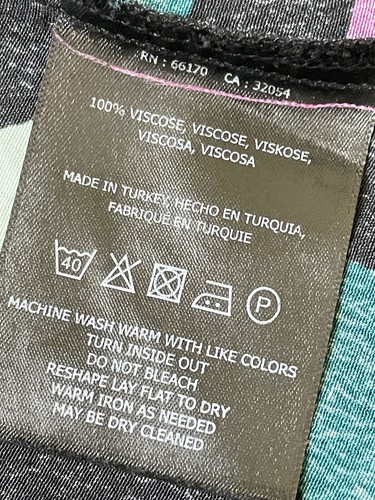 RN : 66170 CA : 32054
100% VISCOSE, VISCOSE, VISKOSE,
VISCOSA, VISCOSA
MADE IN TURKEY, HECHO EN TURQUIA,
FABRIQUÉ EN TURQUIE
40 P
MACHINE WASH WARM WITH LIKE COLORS
TURN INSIDE OUT
DO NOT BLEACH
RESHAPE LAY FLAT TO DRY
WARM IRON AS NEEDED
MAY BE DRY CLEANED